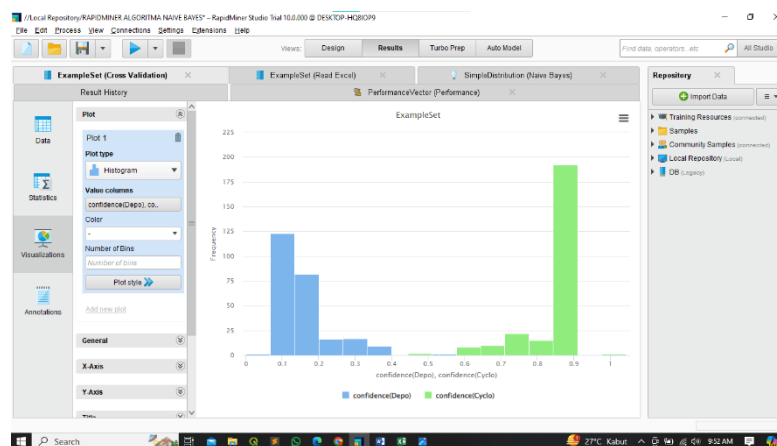 //Local Repository/RAPIDMINER ALGORITMA NAIVE BAYES* – RapidMiner Studio Trial 10.0.000 @ DESKTOP-HQ8IOP9
File Edit Process View Connections Settings Extensions Help
Views: Design Results Turbo Prep Auto Model Find data, operators...etc All Studio
ExampleSet (Cross Validation) ExampleSet (Read Excel) SimpleDistribution (Naive Bayes) Repository
Result History PerformanceVector (Performance)
Import Data
Training Resources (connected)
Samples
Community Samples (connected)
Local Repository (Local)
DB (Legacy)
Data
Statistics
Visualizations
Annotations
Plot
Plot 1
Plot type
Histogram
Value columns
confidence(Depo), co..
Color
-
Number of Bins
Number of bins
Plot style
Add new plot
General
X-Axis
Y-Axis
Title
ExampleSet
Frequency
225
200
175
150
125
100
75
50
25
0
0 0.1 0.2 0.3 0.4 0.5 0.6 0.7 0.8 0.9 1
confidence(Depo), confidence(Cyclo)
confidence(Depo) confidence(Cyclo)
Search 27°C Kabut 9:52 AM